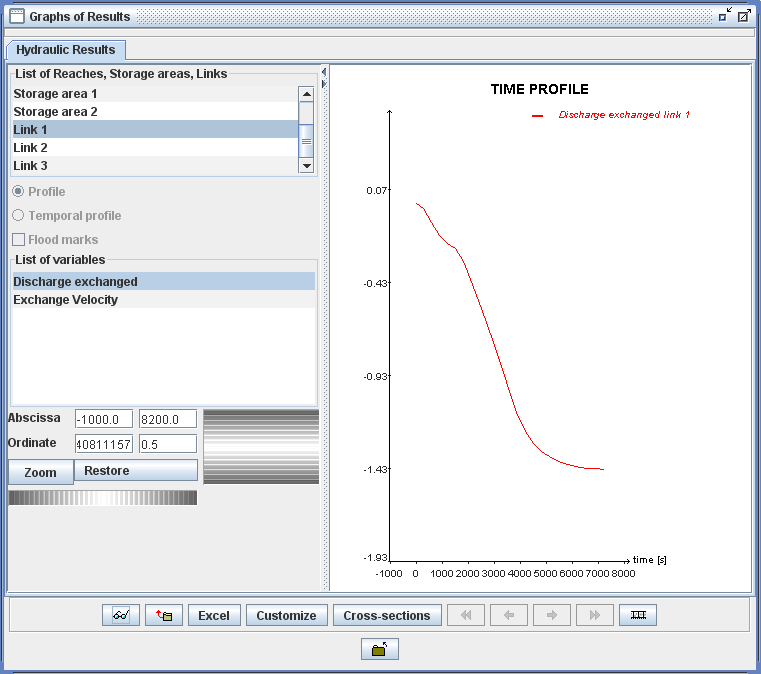 Graphs of Results
Hydraulic Results
List of Reaches, Storage areas, Links
Storage area 1
Storage area 2
Link 1
Link 2
Link 3
Profile
Temporal profile
Flood marks
List of variables
Discharge exchanged
Exchange Velocity
Abscissa -1000.0 8200.0
Ordinate 40811157 0.5
Zoom Restore
TIME PROFILE
Discharge exchanged link 1
0.07
-0.43
-0.93
-1.43
-1.93
time [s]
-1000 0 1000 2000 3000 4000 5000 6000 7000 8000
Excel Customize Cross-sections